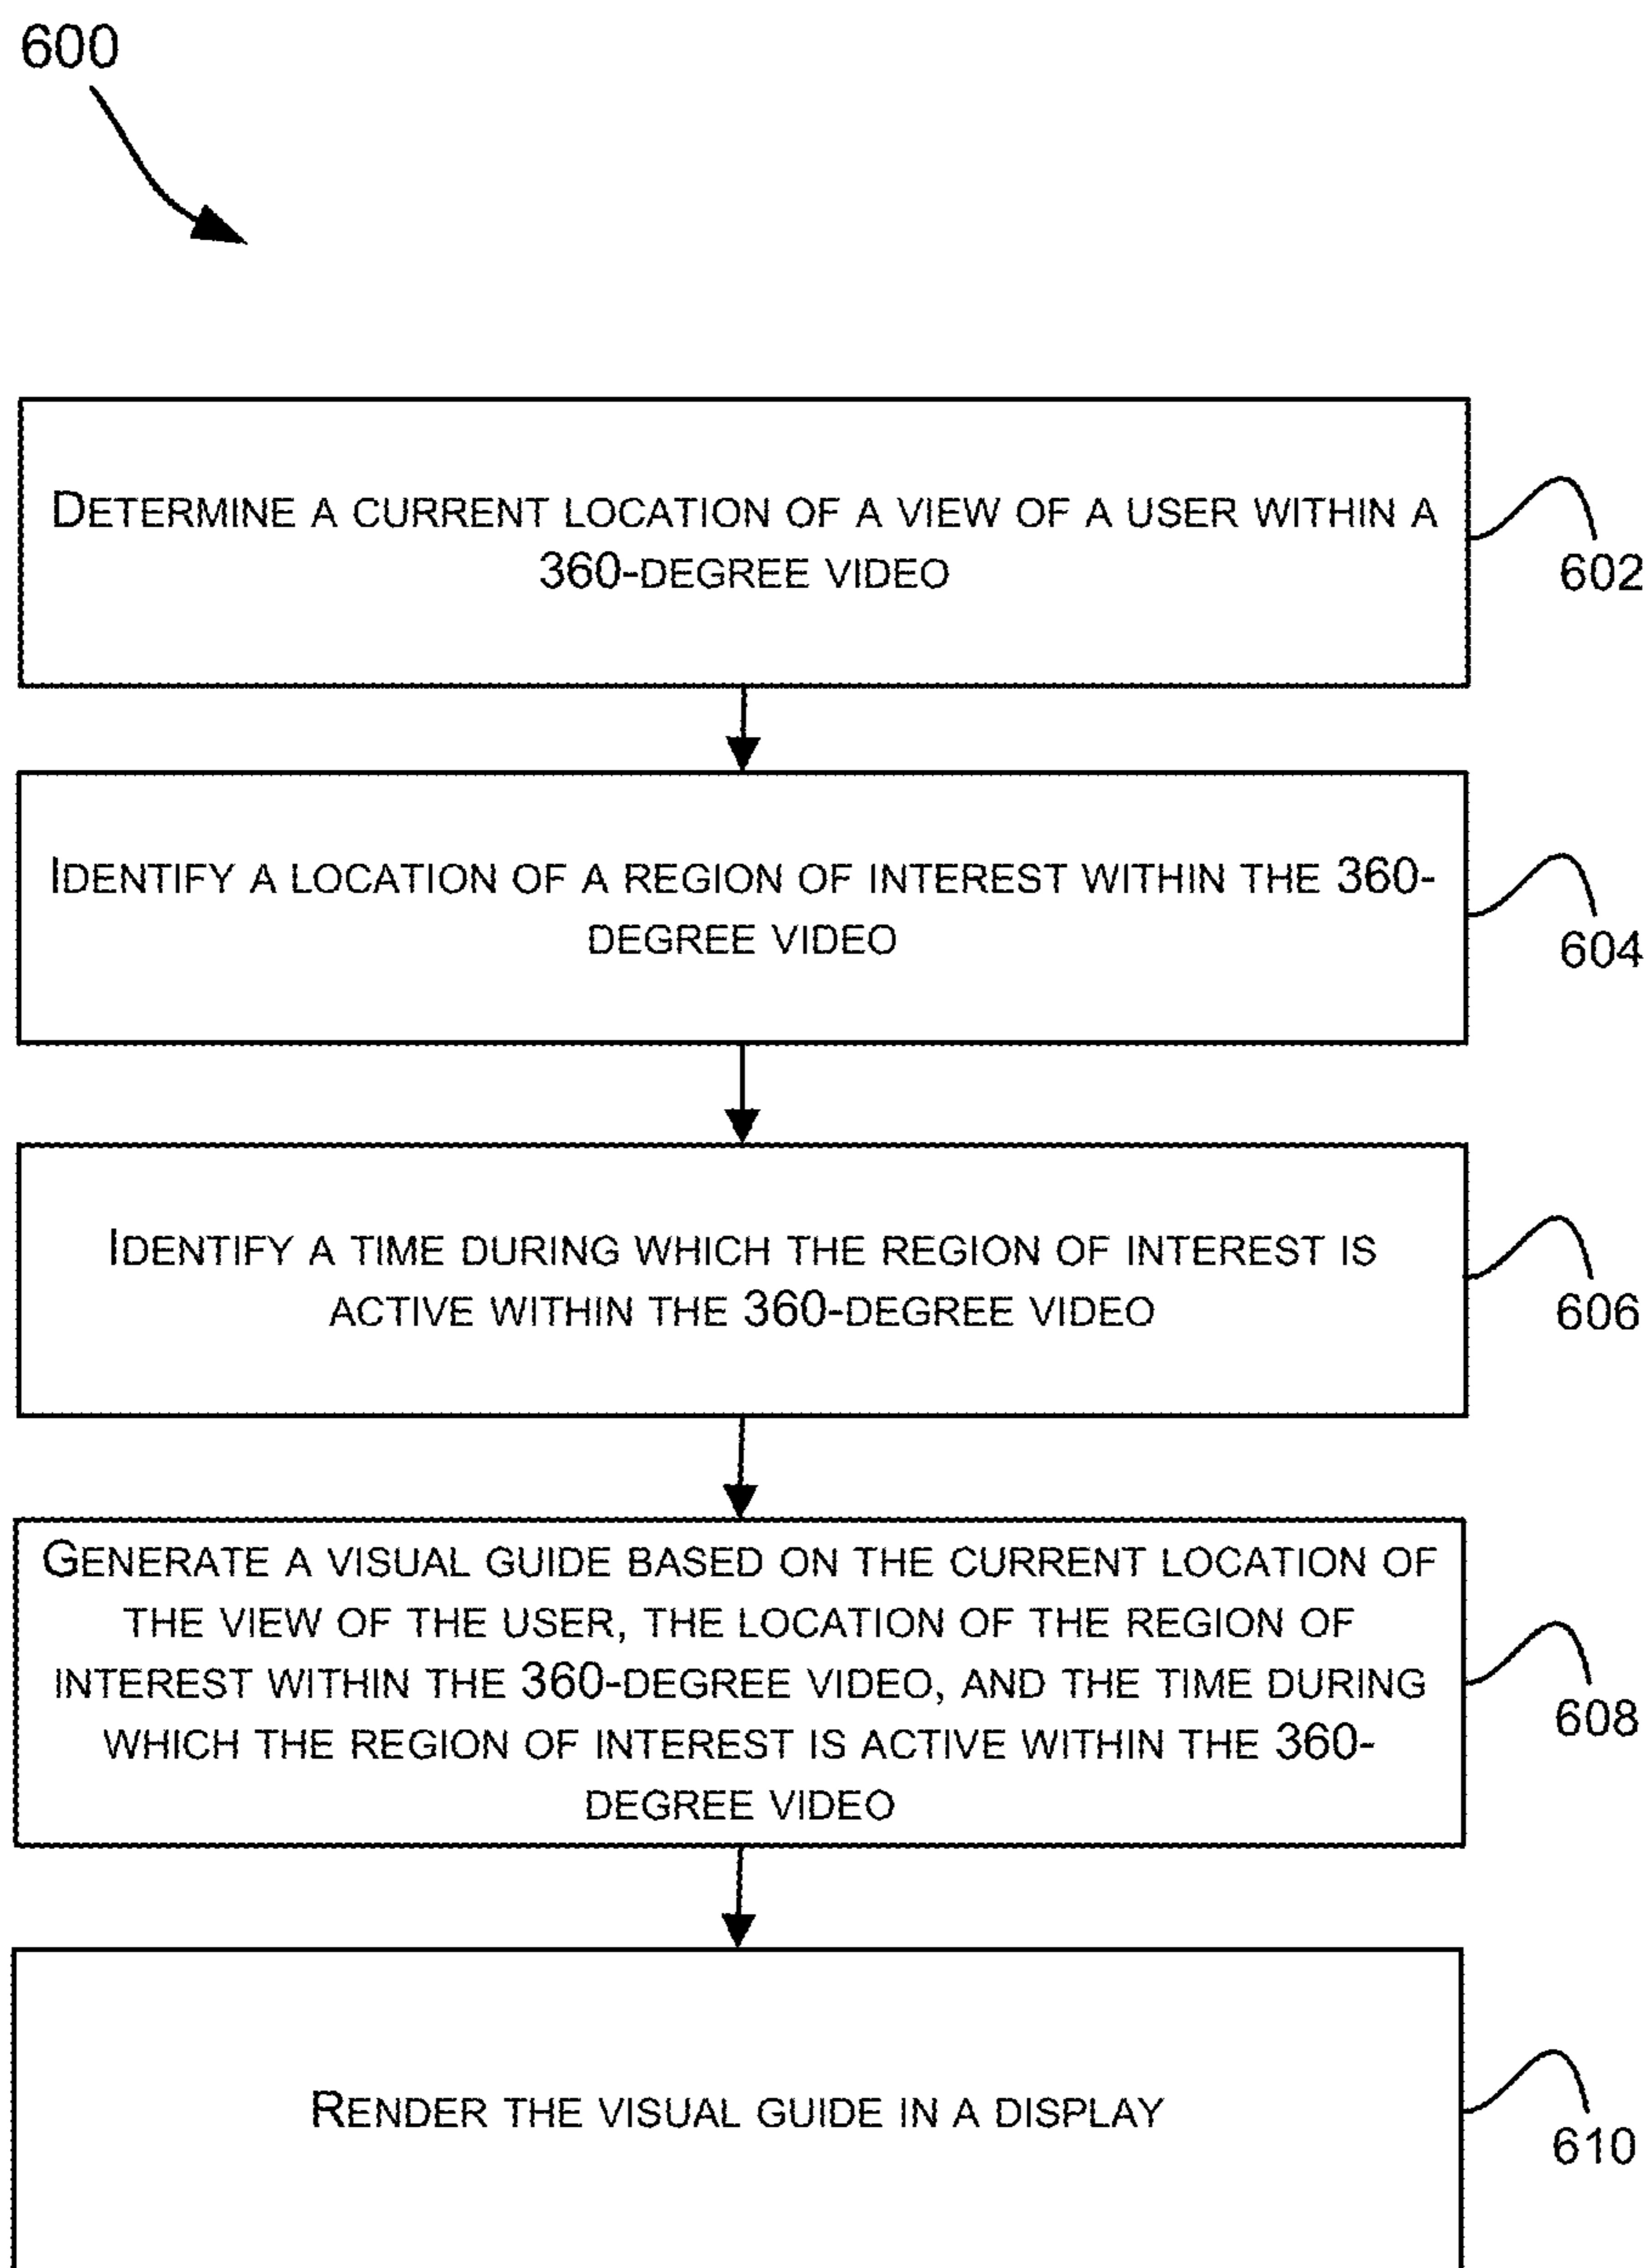 600
DETERMINE A CURRENT LOCATION OF A VIEW OF A USER WITHIN A
360-DEGREE VIDEO
602
IDENTIFY A LOCATION OF A REGION OF INTEREST WITHIN THE 360-
DEGREE VIDEO
604
IDENTIFY A TIME DURING WHICH THE REGION OF INTEREST IS
ACTIVE WITHIN THE 360-DEGREE VIDEO
606
GENERATE A VISUAL GUIDE BASED ON THE CURRENT LOCATION OF
THE VIEW OF THE USER, THE LOCATION OF THE REGION OF
INTEREST WITHIN THE 360-DEGREE VIDEO, AND THE TIME DURING
WHICH THE REGION OF INTEREST IS ACTIVE WITHIN THE 360-
DEGREE VIDEO
608
RENDER THE VISUAL GUIDE IN A DISPLAY
610